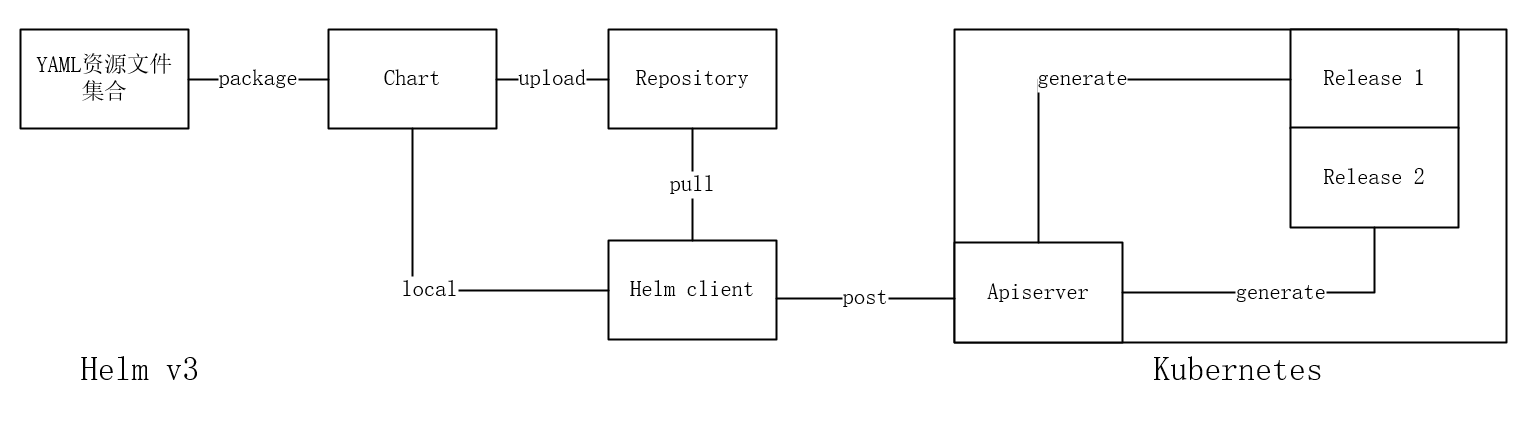 YAML资源文件
集合
package
Chart
upload
Repository
generate
Release 1
pull
Release 2
local
Helm client
post
Apiserver
generate
Helm v3
Kubernetes